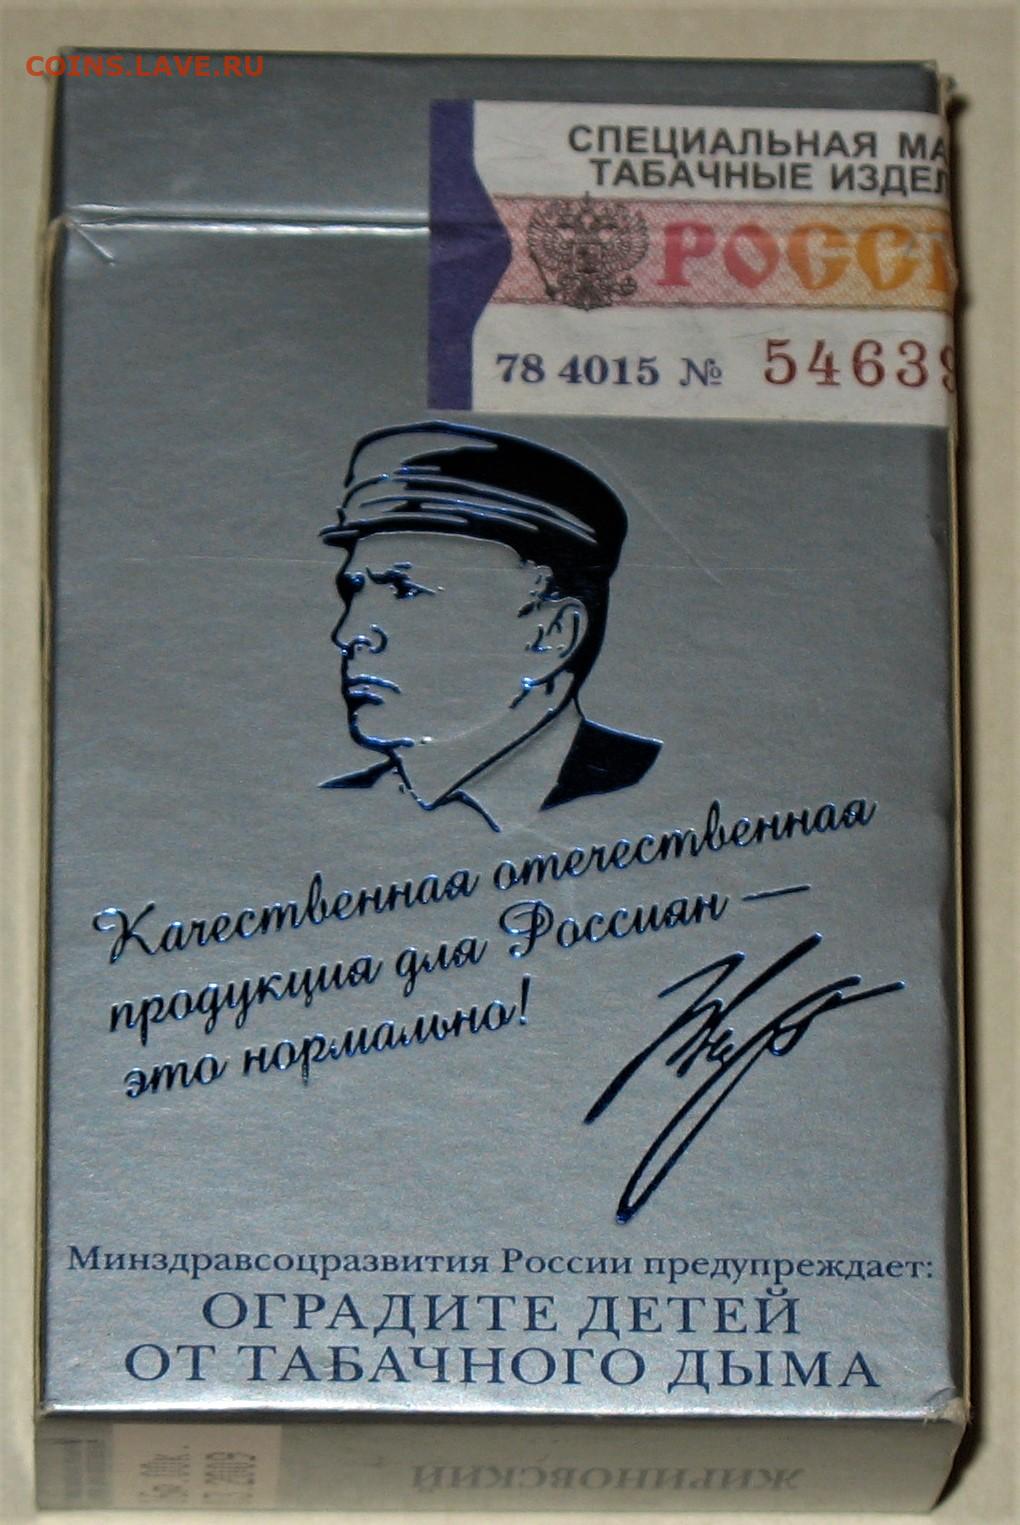 COINS.LAVE.RU
СПЕЦИАЛЬНАЯ МА
ТАБАЧНЫЕ ИЗДЕЛ
РОССИ
78 4015 № 54639
Качественная отечественная
продукция для Россиян —
это нормально!
Минздравсоцразвития России предупреждает:
ОГРАДИТЕ ДЕТЕЙ
ОТ ТАБАЧНОГО ДЫМА
ЖИРИНОВСКИЙ